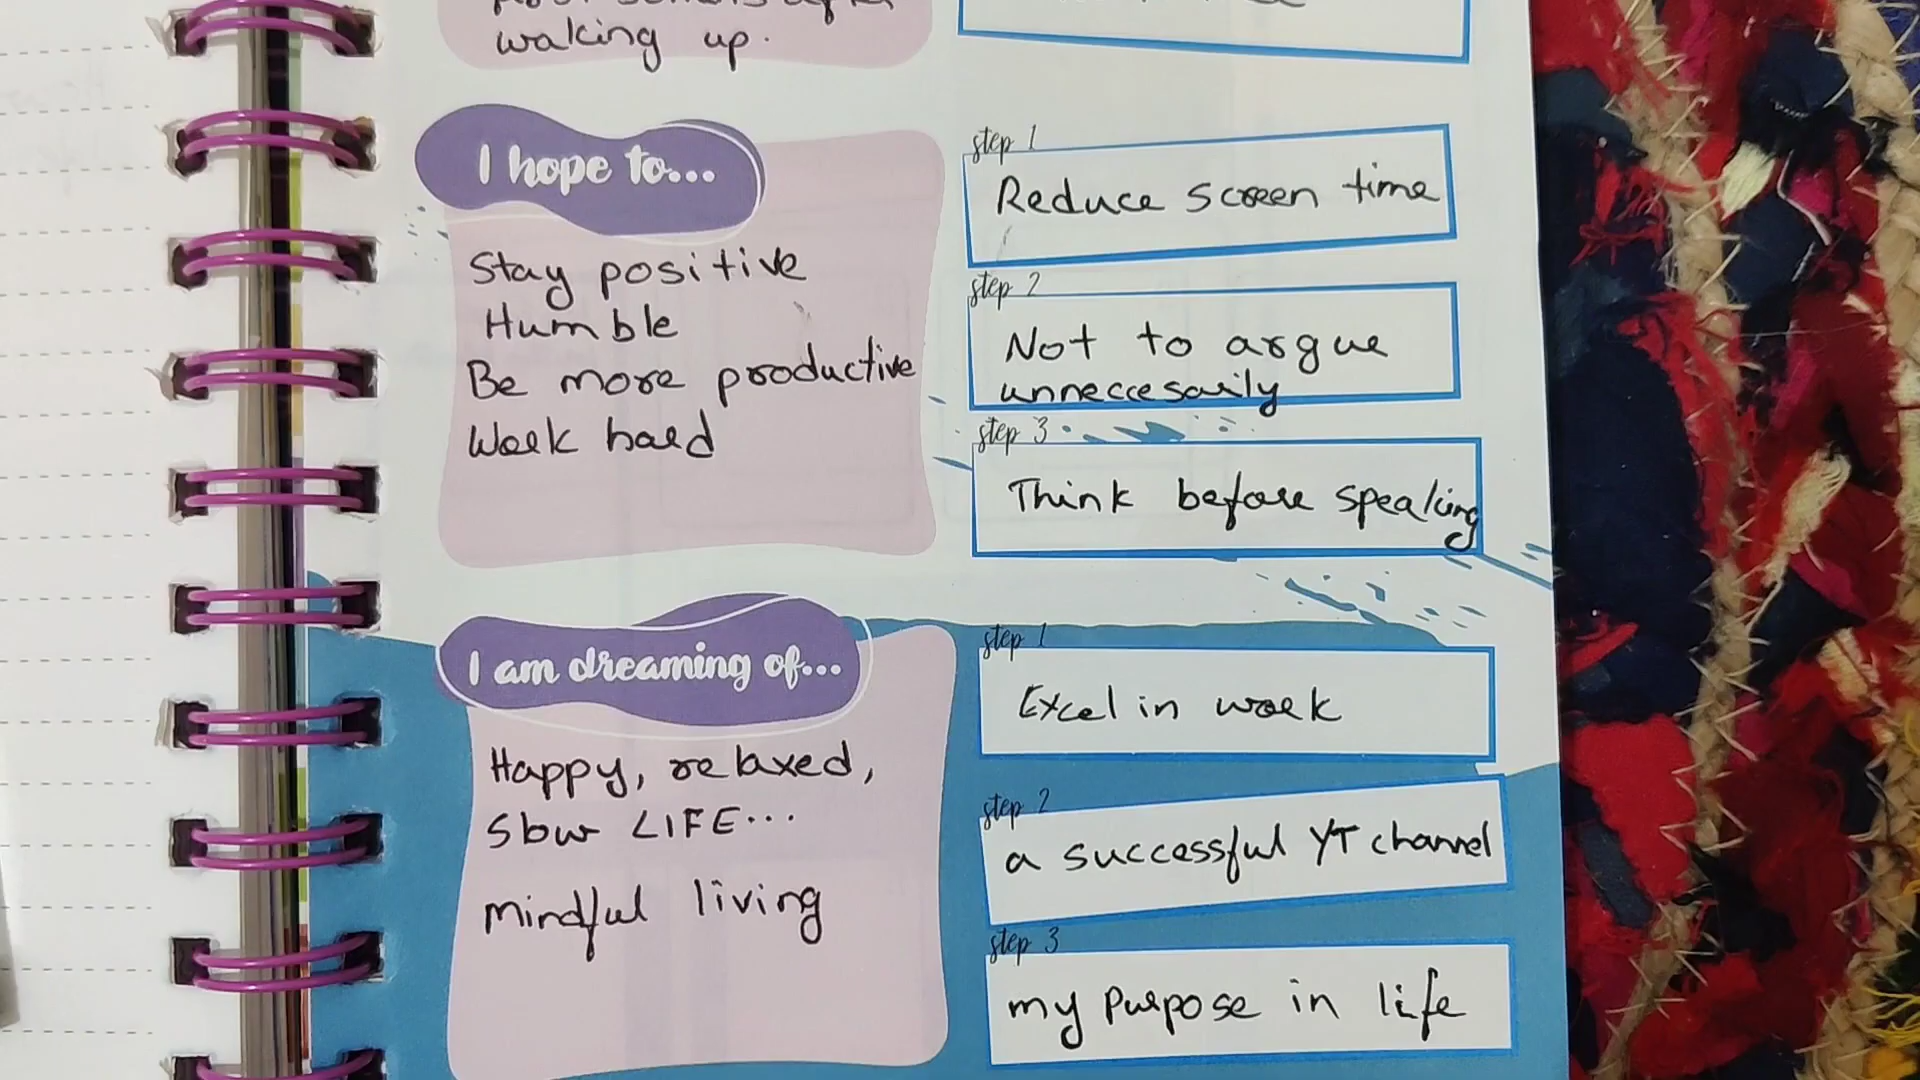 waking up.
I hope to...
Stay positive
Humble
Be more productive
Work hard
step 1
Reduce screen time
step 2
Not to argue
unneccesarily
step 3
Think before speaking
I am dreaming of...
Happy, relaxed,
Slow LIFE...
mindful living
step 1
Excel in work
step 2
a successful YT channel
step 3
my purpose in life